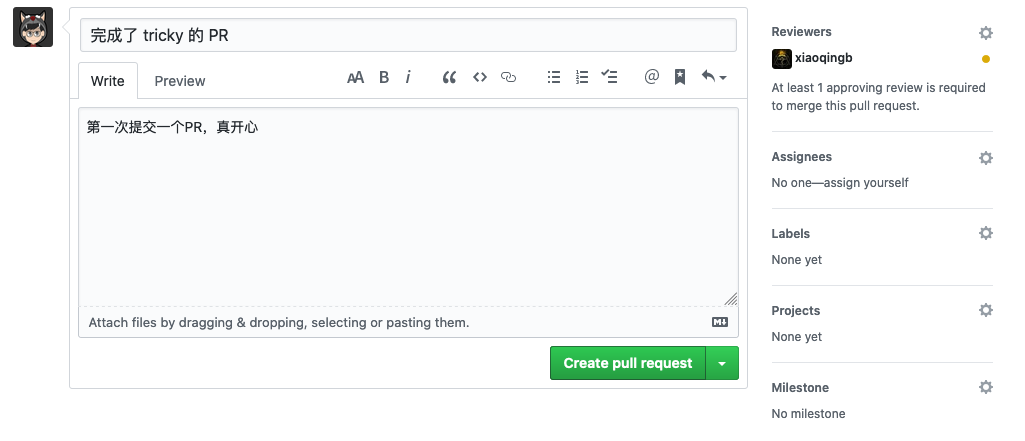 完成了 tricky 的 PR
Write
Preview
AA B i
@
第一次提交一个PR，真开心
Attach files by dragging & dropping, selecting or pasting them.
Create pull request
Reviewers
xiaoqingb
At least 1 approving review is required
to merge this pull request.
Assignees
No one—assign yourself
Labels
None yet
Projects
None yet
Milestone
No milestone